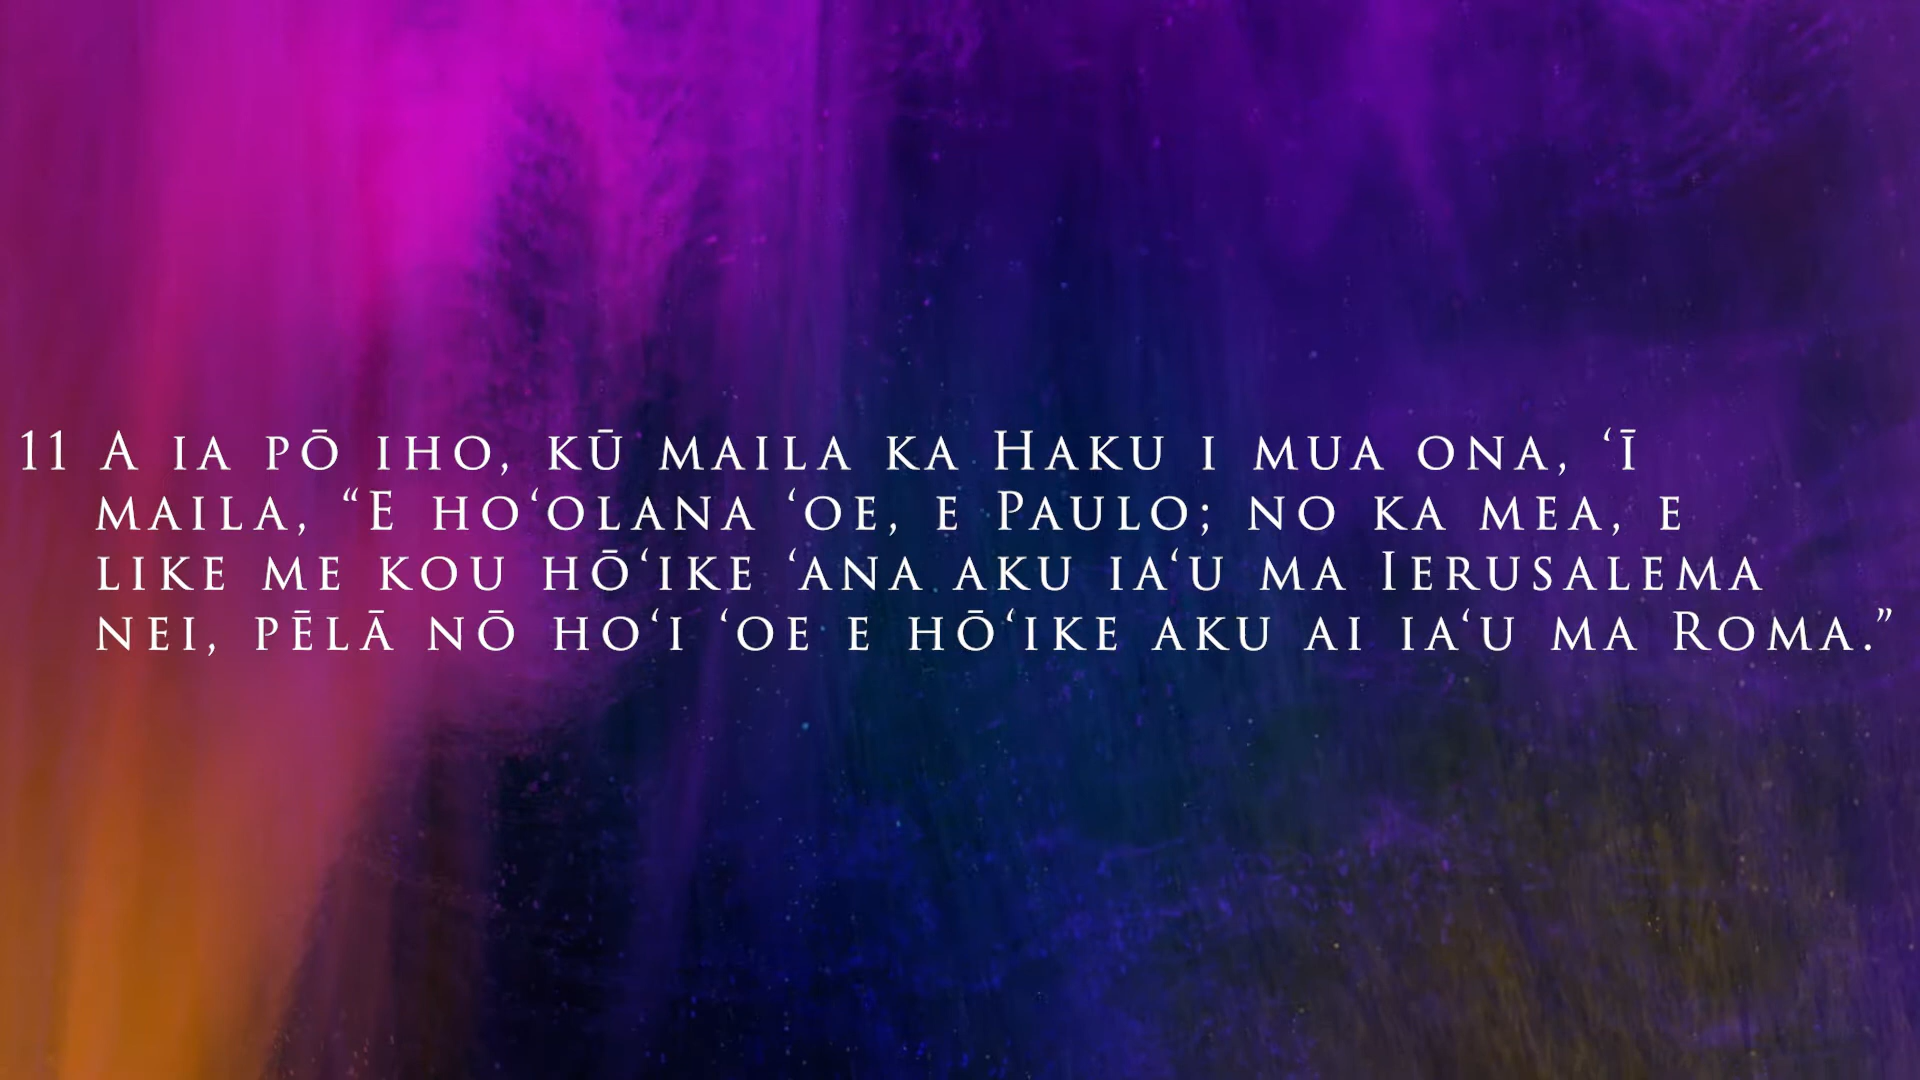 11 A ia pō iho, kū maila ka Haku i mua ona, ʻī
maila, “E hoʻolana ʻoe, e Paulo; no ka mea, e
like me kou hōʻike ʻana aku iaʻu ma Ierusalema
nei, pēlā nō hoʻi ʻoe e hōʻike aku ai iaʻu ma Roma.”